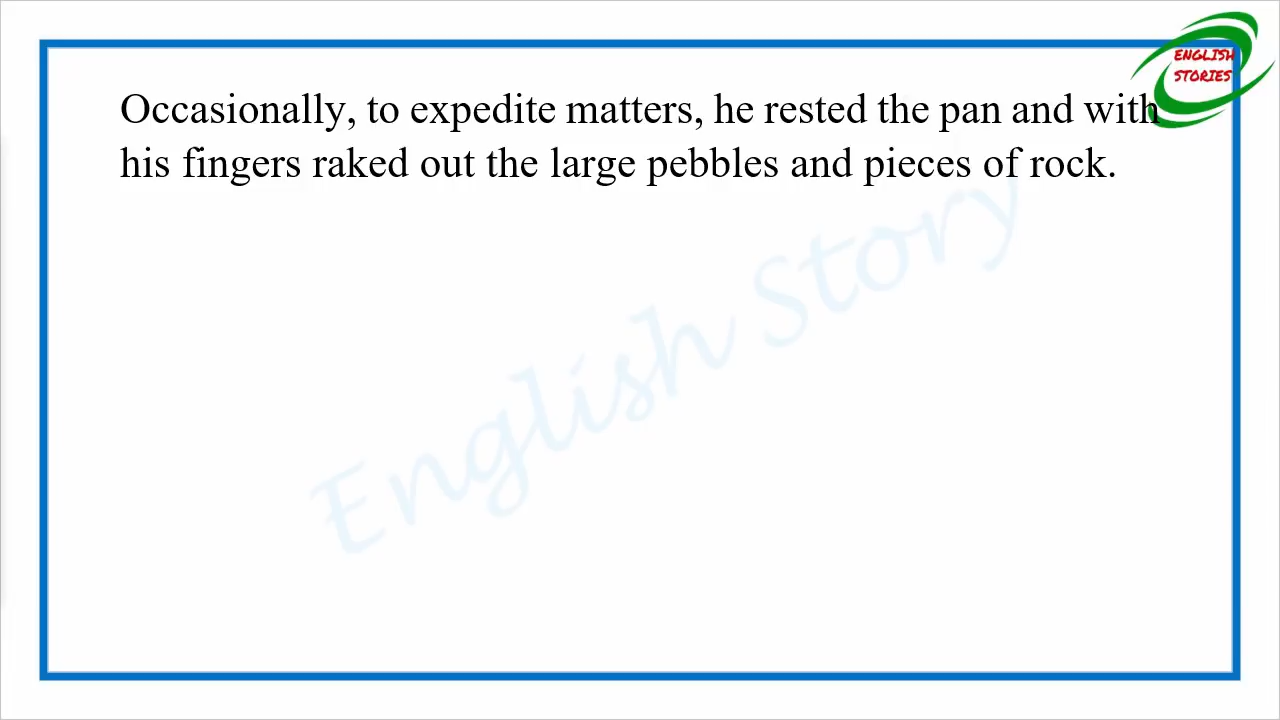 ENGLISH
STORIES
Occasionally, to expedite matters, he rested the pan and with
his fingers raked out the large pebbles and pieces of rock.
English Story